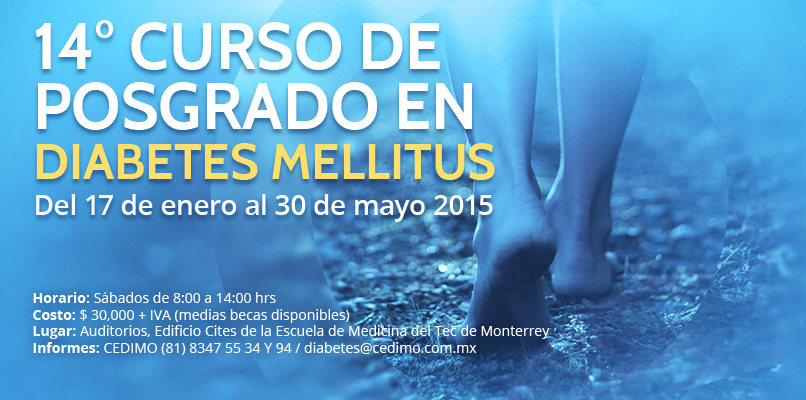 14° CURSO DE
POSGRADO EN
DIABETES MELLITUS
Del 17 de enero al 30 de mayo 2015
Horario: Sábados de 8:00 a 14:00 hrs
Costo: $ 30,000 + IVA (medias becas disponibles)
Lugar: Auditorios, Edificio Cites de la Escuela de Medicina del Tec de Monterrey
Informes: CEDIMO (81) 8347 55 34 Y 94 / diabetes@cedimo.com.mx